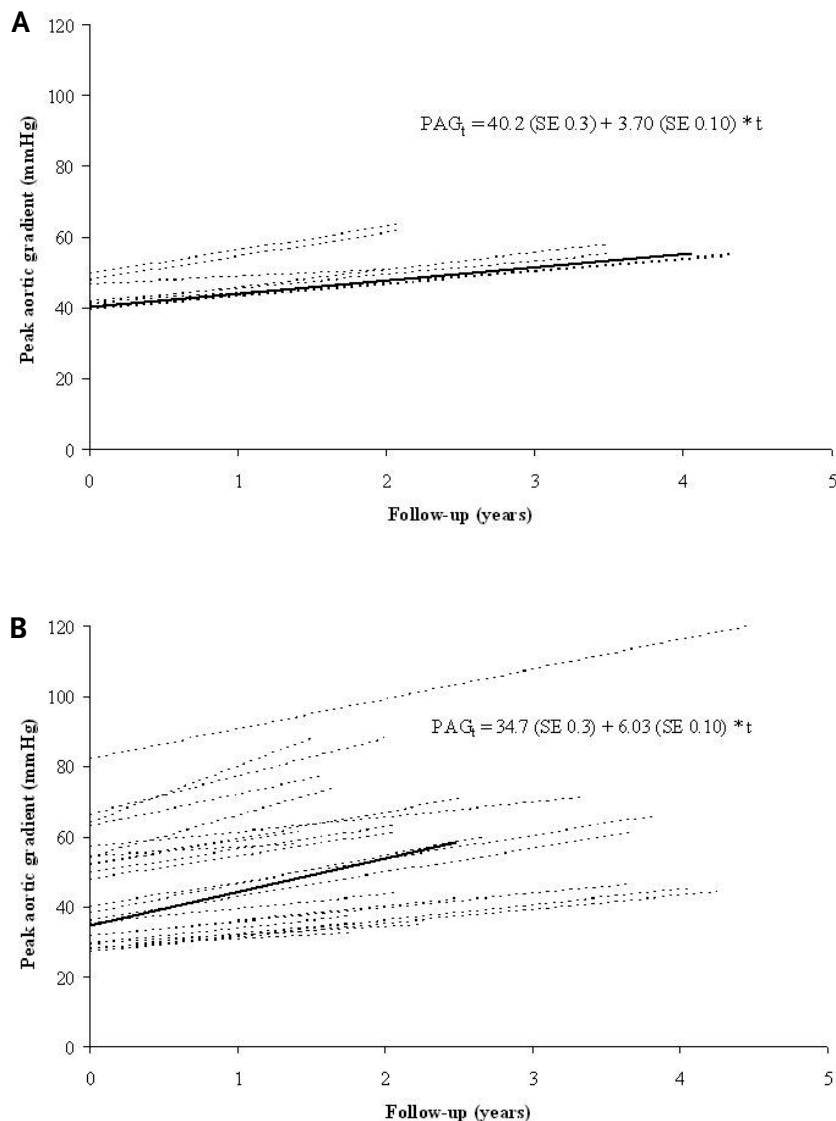 A
120
100
80
60
40
20
0
Peak aortic gradient (mmHg)
PAGt = 40.2 (SE 0.3) + 3.70 (SE 0.10) * t
0 1 2 3 4 5
Follow-up (years)
B
120
100
80
60
40
20
0
Peak aortic gradient (mmHg)
PAGt = 34.7 (SE 0.3) + 6.03 (SE 0.10) * t
0 1 2 3 4 5
Follow-up (years)